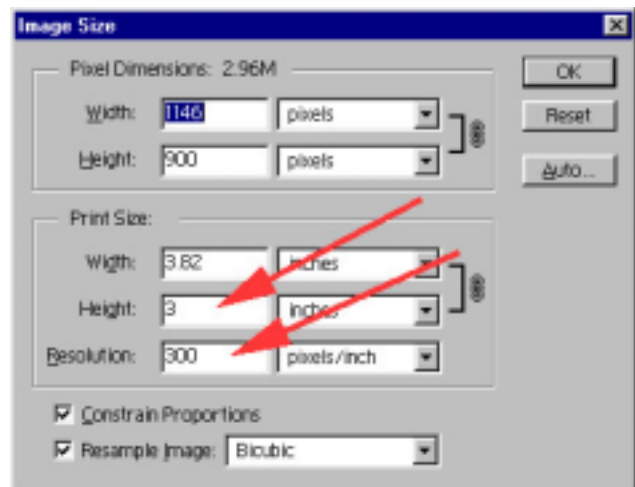 Image Size
Pixel Dimensions: 2.96M
OK
Width: 1146 pixels
Reset
Height: 900 pixels
Auto...
Print Size:
Width: 3.82 inches
Height: 3 inches
Resolution: 300 pixels/inch
Constrain Proportions
Resample Image: Bicubic